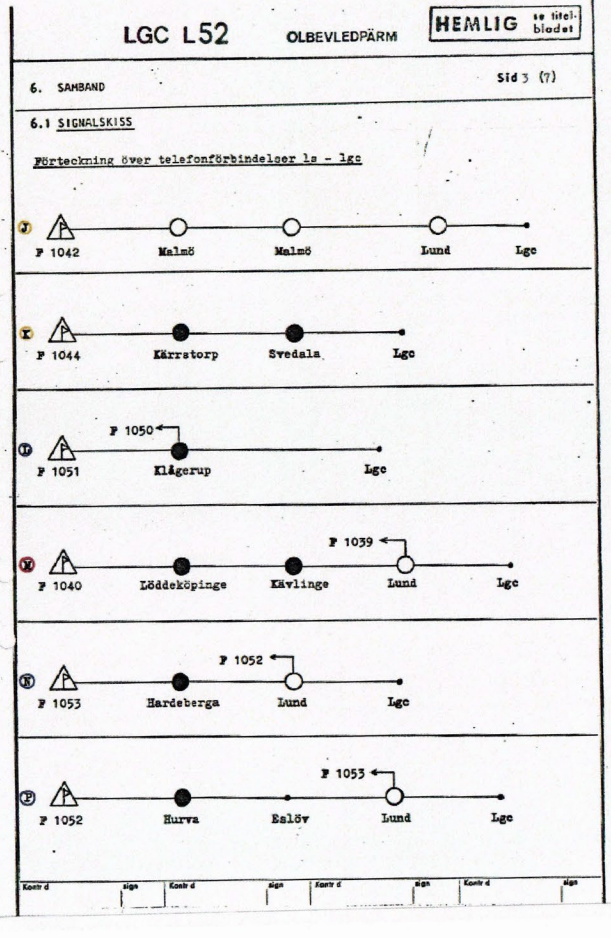 LGC L52 OLBEVLEDPÄRM HEMLIG se titel-
bladet
6. SAMBAND Sid 3 (7)
6.1 SIGNALSKISS
Förteckning över telefonförbindelser ls - lgc
J
F 1042 Malmö Malmö Lund Lgc
K
F 1044 Kärrstorp Svedala Lgc
F 1050
L
F 1051 Klågerup Lgc
F 1039
M
F 1040 Löddeköpinge Kävlinge Lund Lgc
F 1052
N
F 1053 Hardeberga Lund Lgc
F 1053
P
F 1052 Hurva Eslöv Lund Lgc
Kontr d sign Kontr d sign Kontr d sign Kontr d sign